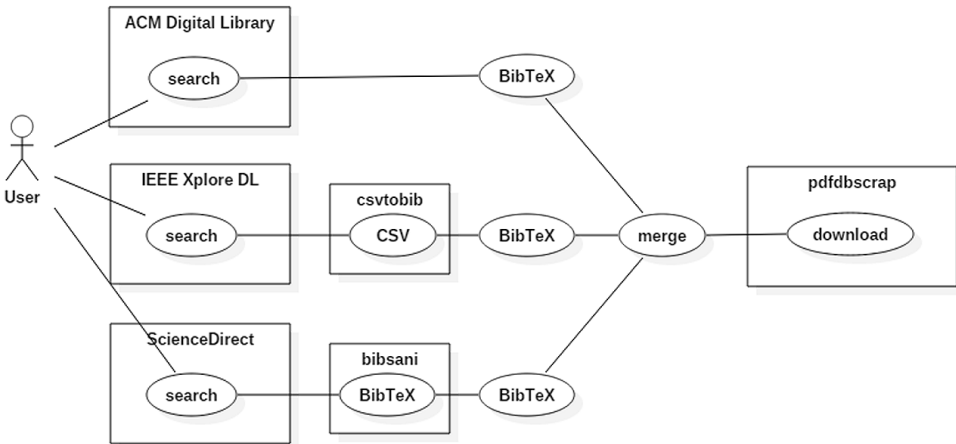 ACM Digital Library
search
BibTeX
User
IEEE Xplore DL
search
csvtobib
CSV
BibTeX
merge
pdfdbscrap
download
ScienceDirect
search
bibsani
BibTeX
BibTeX